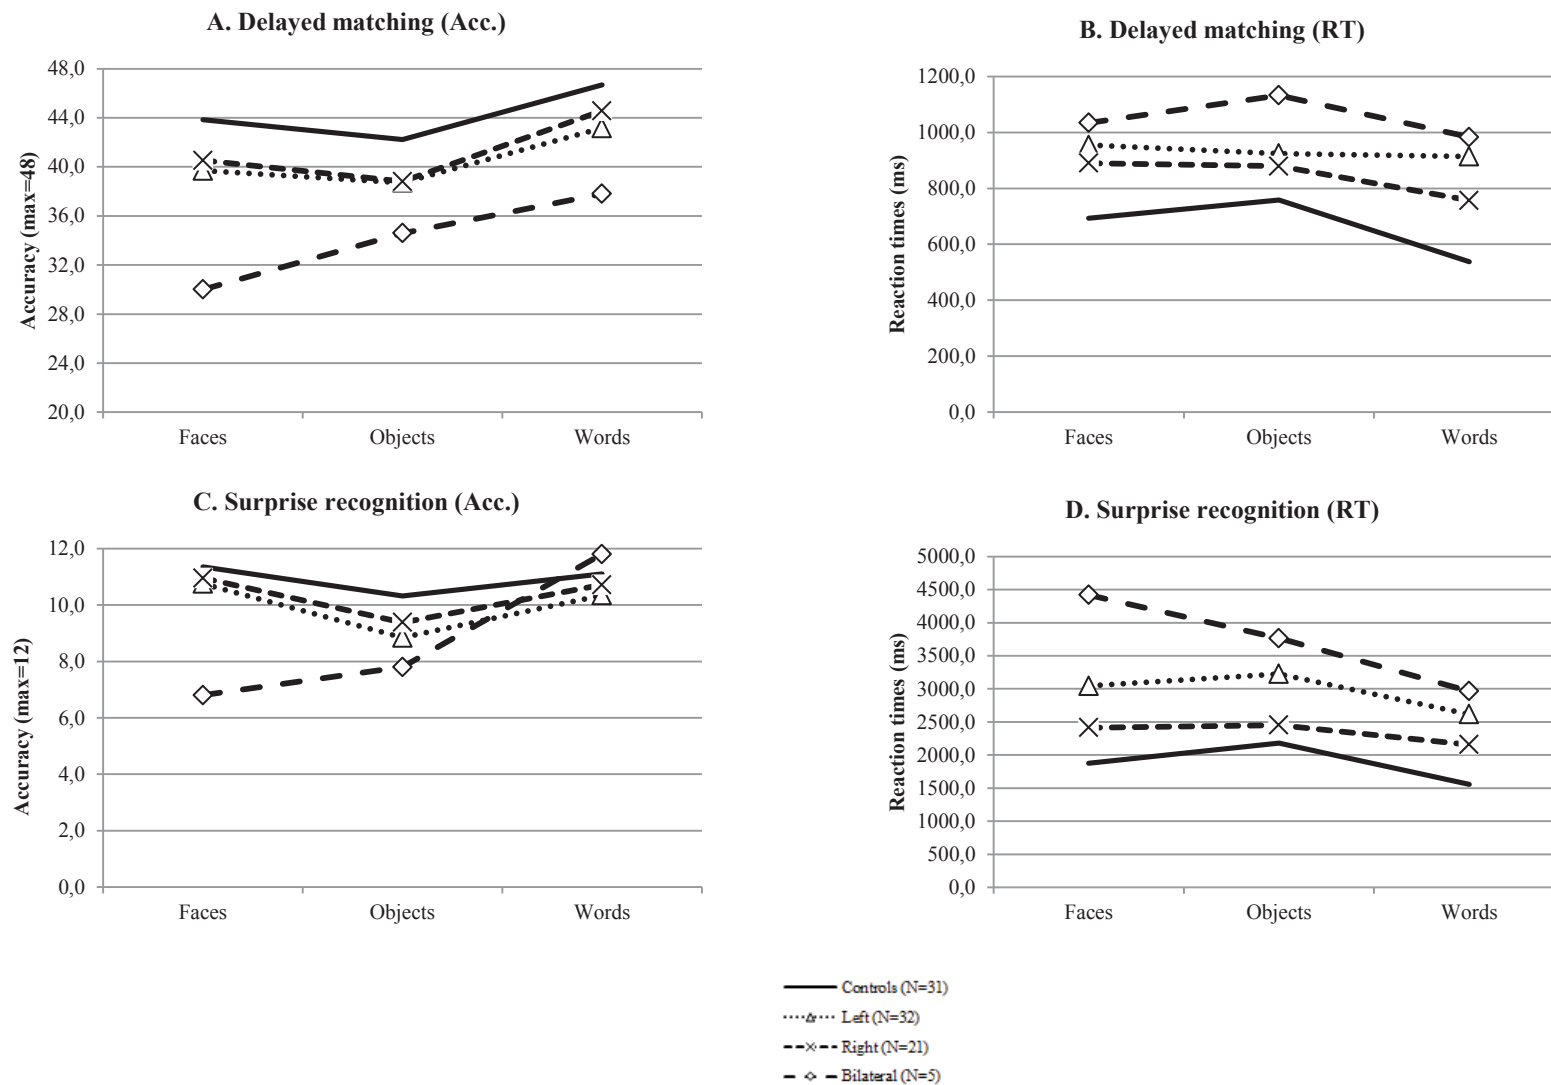 A. Delayed matching (Acc.)
48,0
44,0
40,0
36,0
32,0
28,0
24,0
20,0
Accuracy (max=48)
Faces Objects Words
B. Delayed matching (RT)
1200,0
1000,0
800,0
600,0
400,0
200,0
0,0
Reaction times (ms)
Faces Objects Words
C. Surprise recognition (Acc.)
12,0
10,0
8,0
6,0
4,0
2,0
0,0
Accuracy (max=12)
Faces Objects Words
D. Surprise recognition (RT)
5000,0
4500,0
4000,0
3500,0
3000,0
2500,0
2000,0
1500,0
1000,0
500,0
0,0
Reaction times (ms)
Faces Objects Words
Controls (N=31)
Left (N=32)
Right (N=21)
Bilateral (N=5)